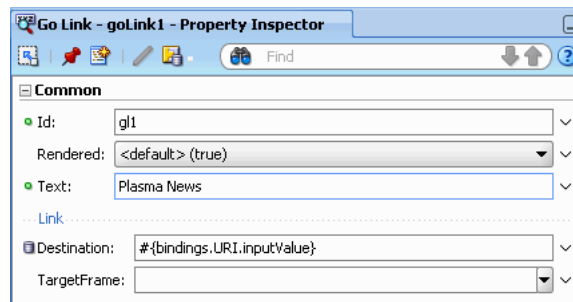 Go Link - goLink1 - Property Inspector
Find
Common
Id: gl1
Rendered: <default> (true)
Text: Plasma News
Link
Destination: #{bindings.URI.inputValue}
TargetFrame: